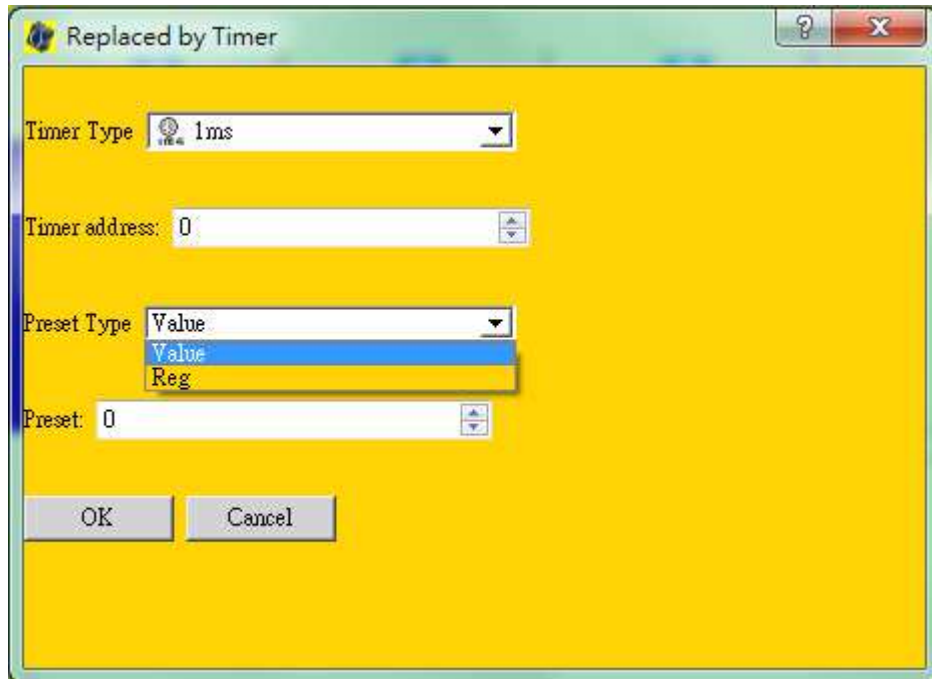 Replaced by Timer
Timer Type 1ms
Timer address: 0
Preset Type Value
Value
Reg
Preset: 0
OK Cancel